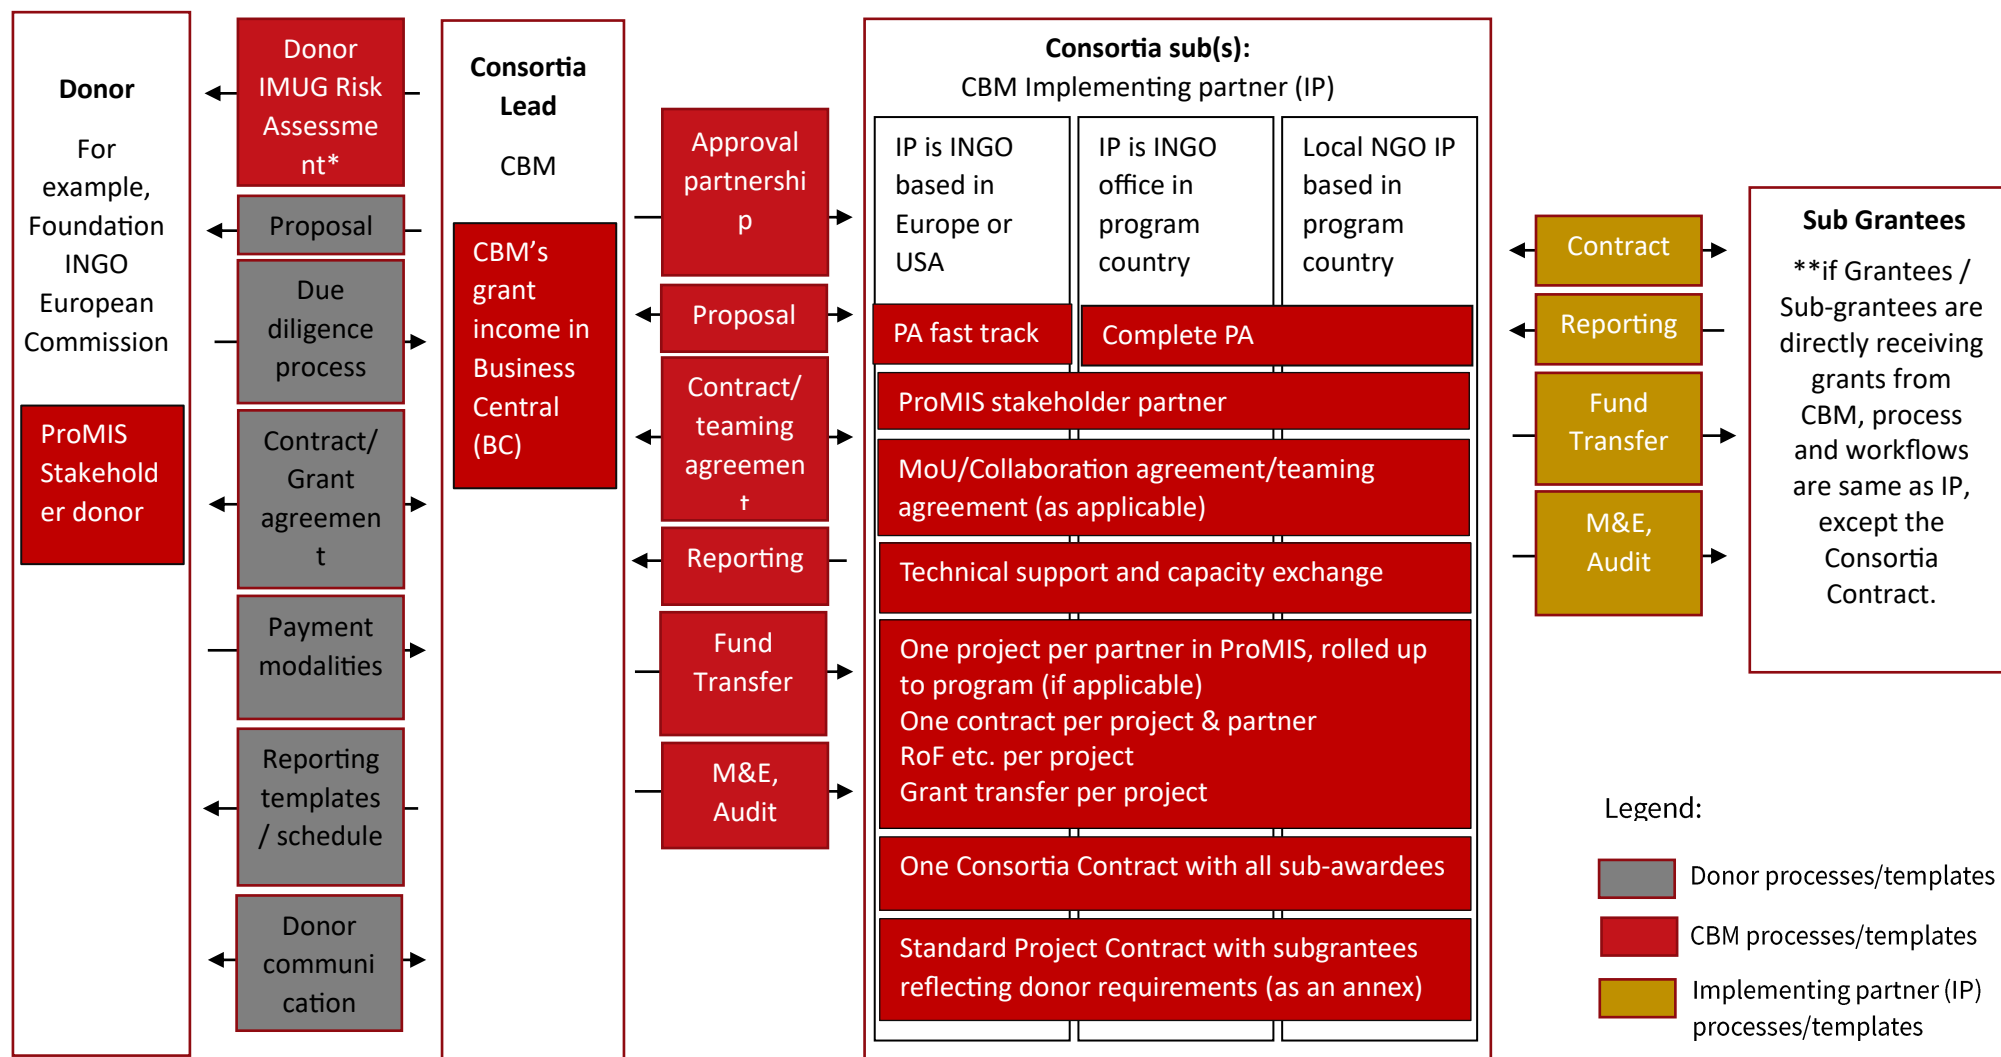 Donor
For
example,
Foundation
INGO
European
Commission
ProMIS
Stakehold
er donor
Donor
IMUG Risk
Assessme
nt*
Proposal
Due
diligence
process
Contract/
Grant
agreemen
t
Payment
modalities
Reporting
templates
/ schedule
Donor
communi
cation
Consortia
Lead
CBM
CBM’s
grant
income in
Business
Central
(BC)
Approval
partnershi
p
Proposal
Contract/
teaming
agreemen
t
Reporting
Fund
Transfer
M&E,
Audit
Consortia sub(s):
CBM Implementing partner (IP)
IP is INGO
based in
Europe or
USA
IP is INGO
office in
program
country
Local NGO IP
based in
program
country
PA fast track
Complete PA
ProMIS stakeholder partner
MoU/Collaboration agreement/teaming
agreement (as applicable)
Technical support and capacity exchange
One project per partner in ProMIS, rolled up
to program (if applicable)
One contract per project & partner
RoF etc. per project
Grant transfer per project
One Consortia Contract with all sub-awardees
Standard Project Contract with subgrantees
reflecting donor requirements (as an annex)
Contract
Reporting
Fund
Transfer
M&E,
Audit
Sub Grantees
**if Grantees /
Sub-grantees are
directly receiving
grants from
CBM, process
and workflows
are same as IP,
except the
Consortia
Contract.
Legend:
Donor processes/templates
CBM processes/templates
Implementing partner (IP)
processes/templates